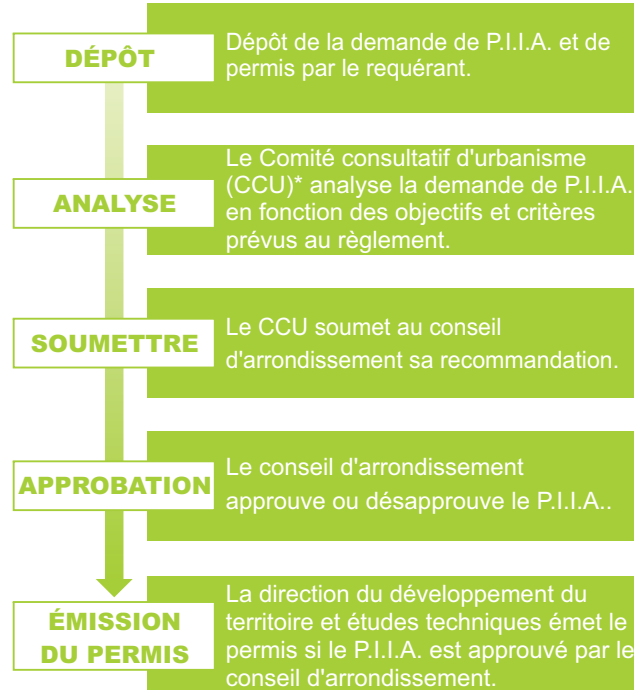 DÉPÔT
Dépôt de la demande de P.I.I.A. et de
permis par le requérant.
ANALYSE
Le Comité consultatif d'urbanisme
(CCU)* analyse la demande de P.I.I.A.
en fonction des objectifs et critères
prévus au règlement.
SOUMETTRE
Le CCU soumet au conseil
d'arrondissement sa recommandation.
APPROBATION
Le conseil d'arrondissement
approuve ou désapprouve le P.I.I.A..
ÉMISSION
DU PERMIS
La direction du développement du
territoire et études techniques émet le
permis si le P.I.I.A. est approuvé par le
conseil d'arrondissement.